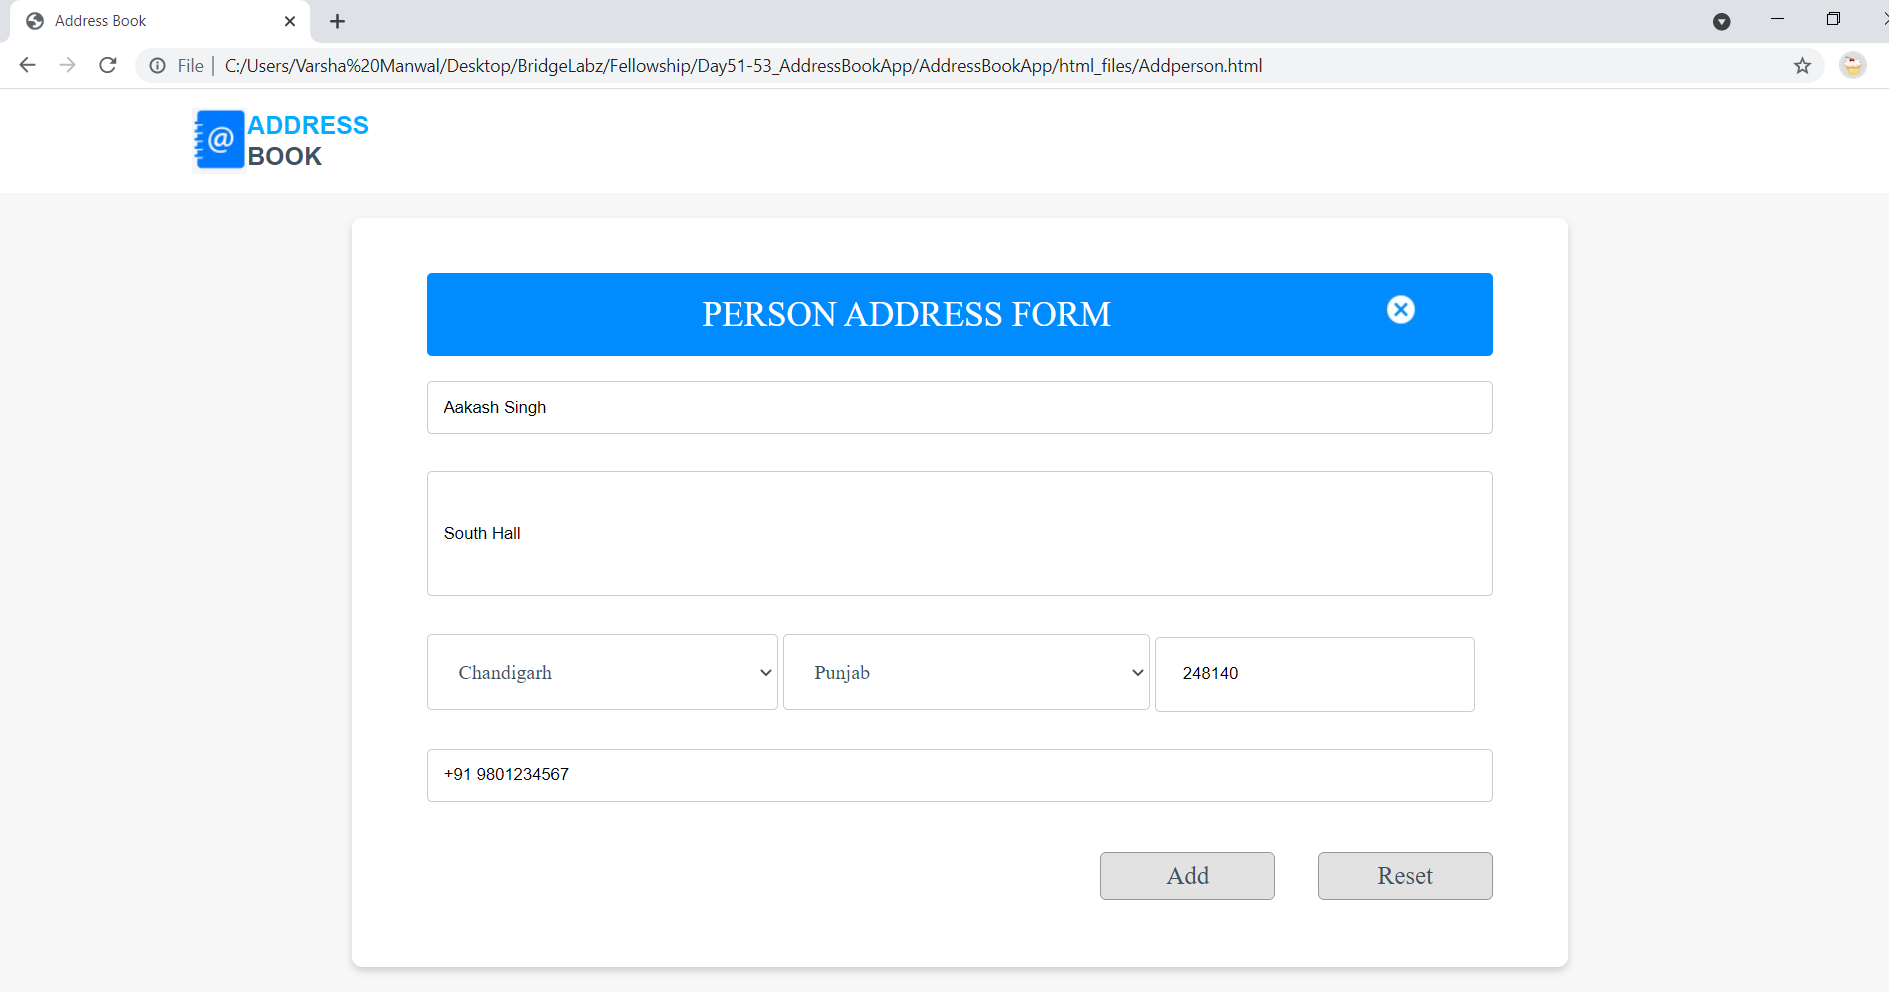 Address Book
File | C:/Users/Varsha%20Manwal/Desktop/BridgeLabz/Fellowship/Day51-53_AddressBookApp/AddressBookApp/html_files/Addperson.html
@
ADDRESS
BOOK
PERSON ADDRESS FORM
Aakash Singh
South Hall
Chandigarh Punjab 248140
+91 9801234567
Add Reset